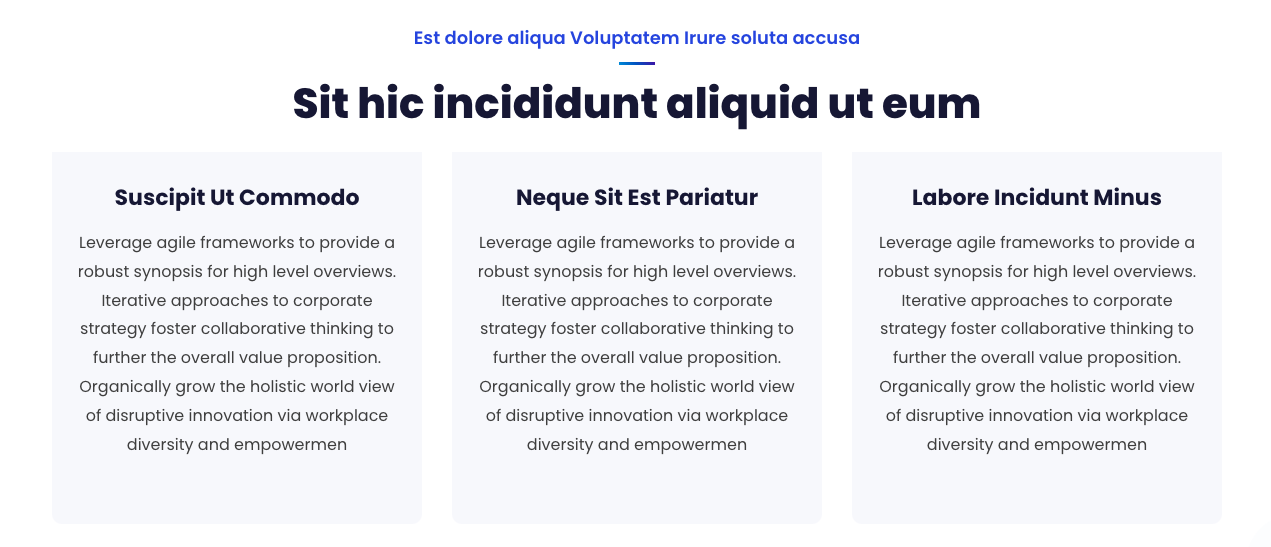 Est dolore aliqua Voluptatem Irure soluta accusa
Sit hic incididunt aliquid ut eum
Suscipit Ut Commodo
Leverage agile frameworks to provide a
robust synopsis for high level overviews.
Iterative approaches to corporate
strategy foster collaborative thinking to
further the overall value proposition.
Organically grow the holistic world view
of disruptive innovation via workplace
diversity and empowermen
Neque Sit Est Pariatur
Leverage agile frameworks to provide a
robust synopsis for high level overviews.
Iterative approaches to corporate
strategy foster collaborative thinking to
further the overall value proposition.
Organically grow the holistic world view
of disruptive innovation via workplace
diversity and empowermen
Labore Incidunt Minus
Leverage agile frameworks to provide a
robust synopsis for high level overviews.
Iterative approaches to corporate
strategy foster collaborative thinking to
further the overall value proposition.
Organically grow the holistic world view
of disruptive innovation via workplace
diversity and empowermen